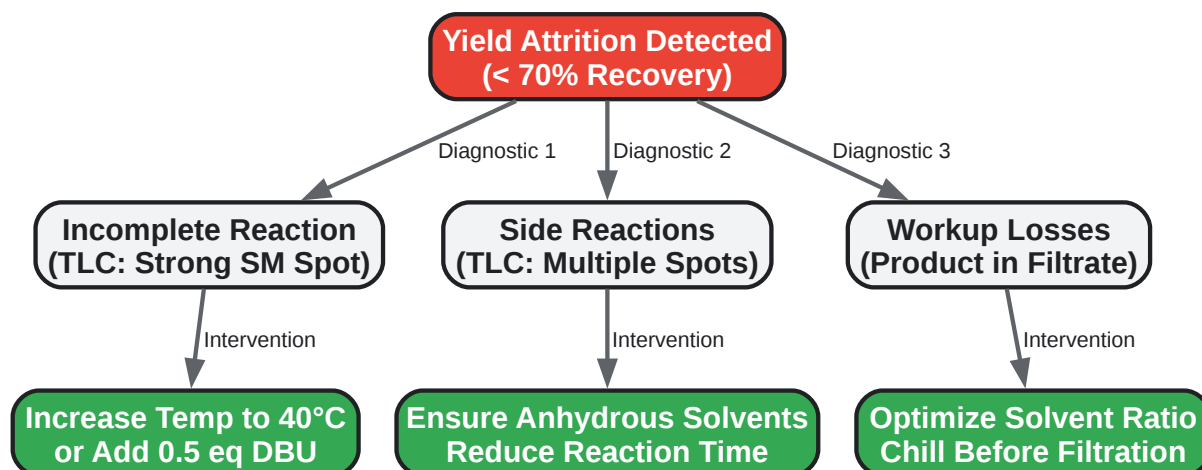 Yield Attrition Detected
(< 70% Recovery)
Diagnostic 1
Diagnostic 2
Diagnostic 3
Incomplete Reaction
(TLC: Strong SM Spot)
Side Reactions
(TLC: Multiple Spots)
Workup Losses
(Product in Filtrate)
Intervention
Intervention
Intervention
Increase Temp to 40°C
or Add 0.5 eq DBU
Ensure Anhydrous Solvents
Reduce Reaction Time
Optimize Solvent Ratio
Chill Before Filtration